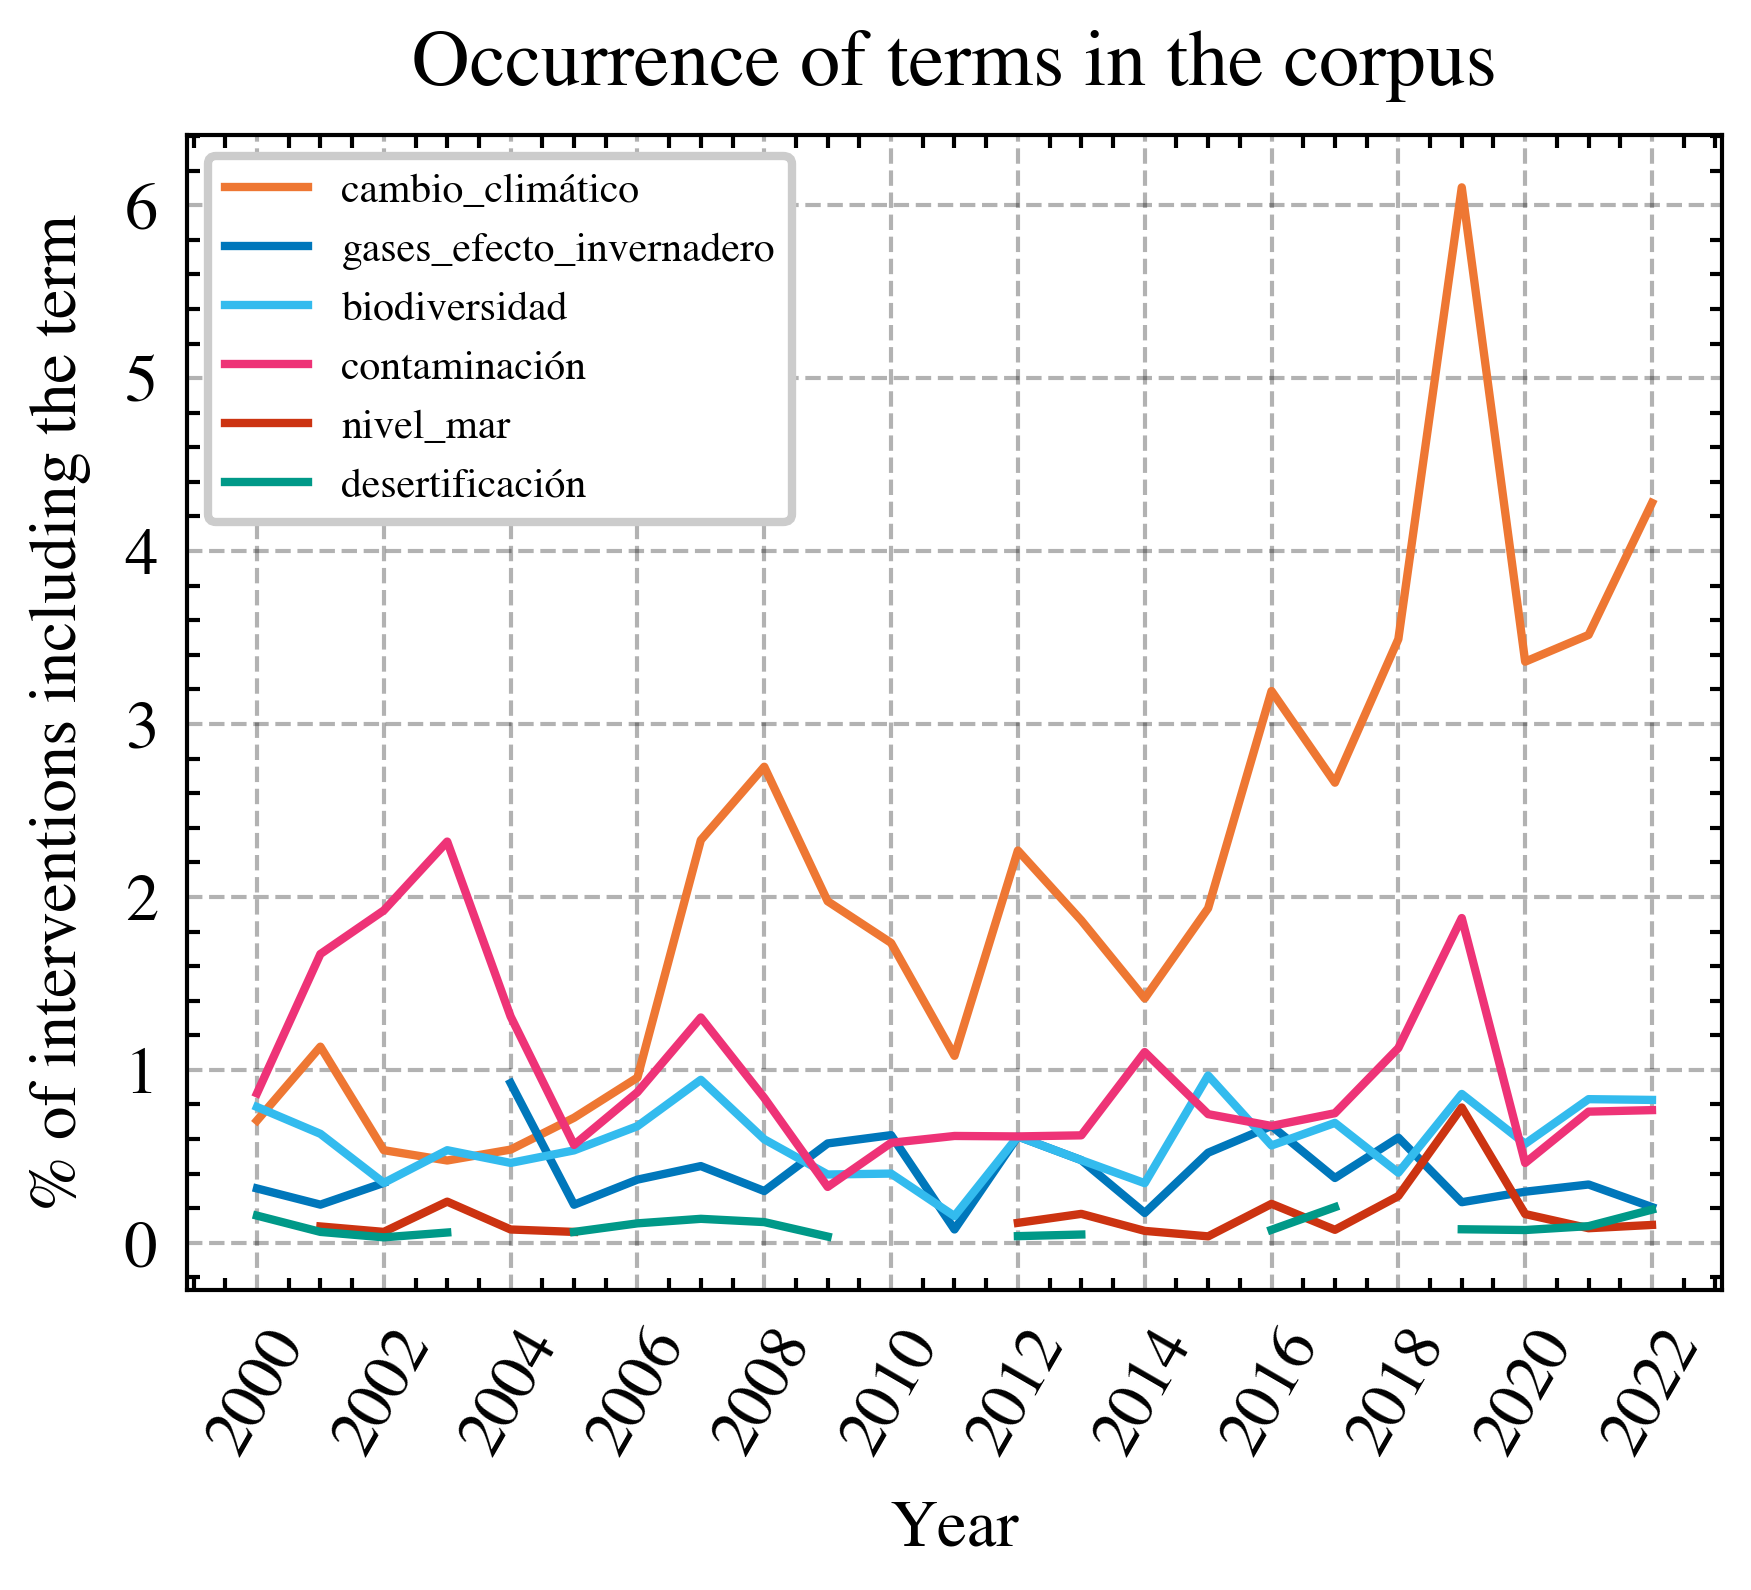 Occurrence of terms in the corpus
% of interventions including the term
6
5
4
3
2
1
0
cambio_climático
gases_efecto_invernadero
biodiversidad
contaminación
nivel_mar
desertificación
2000 2002 2004 2006 2008 2010 2012 2014 2016 2018 2020 2022
Year